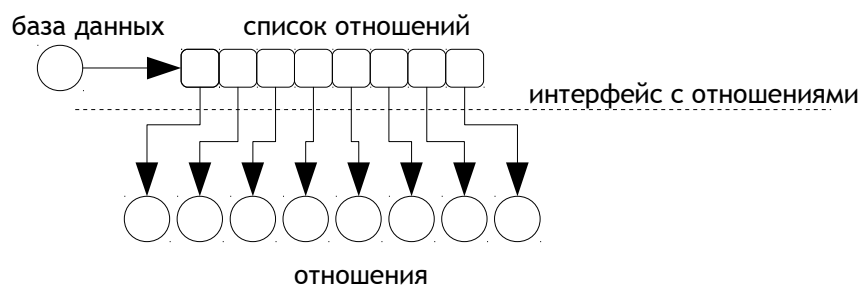 база данных
список отношений
интерфейс с отношениями
отношения